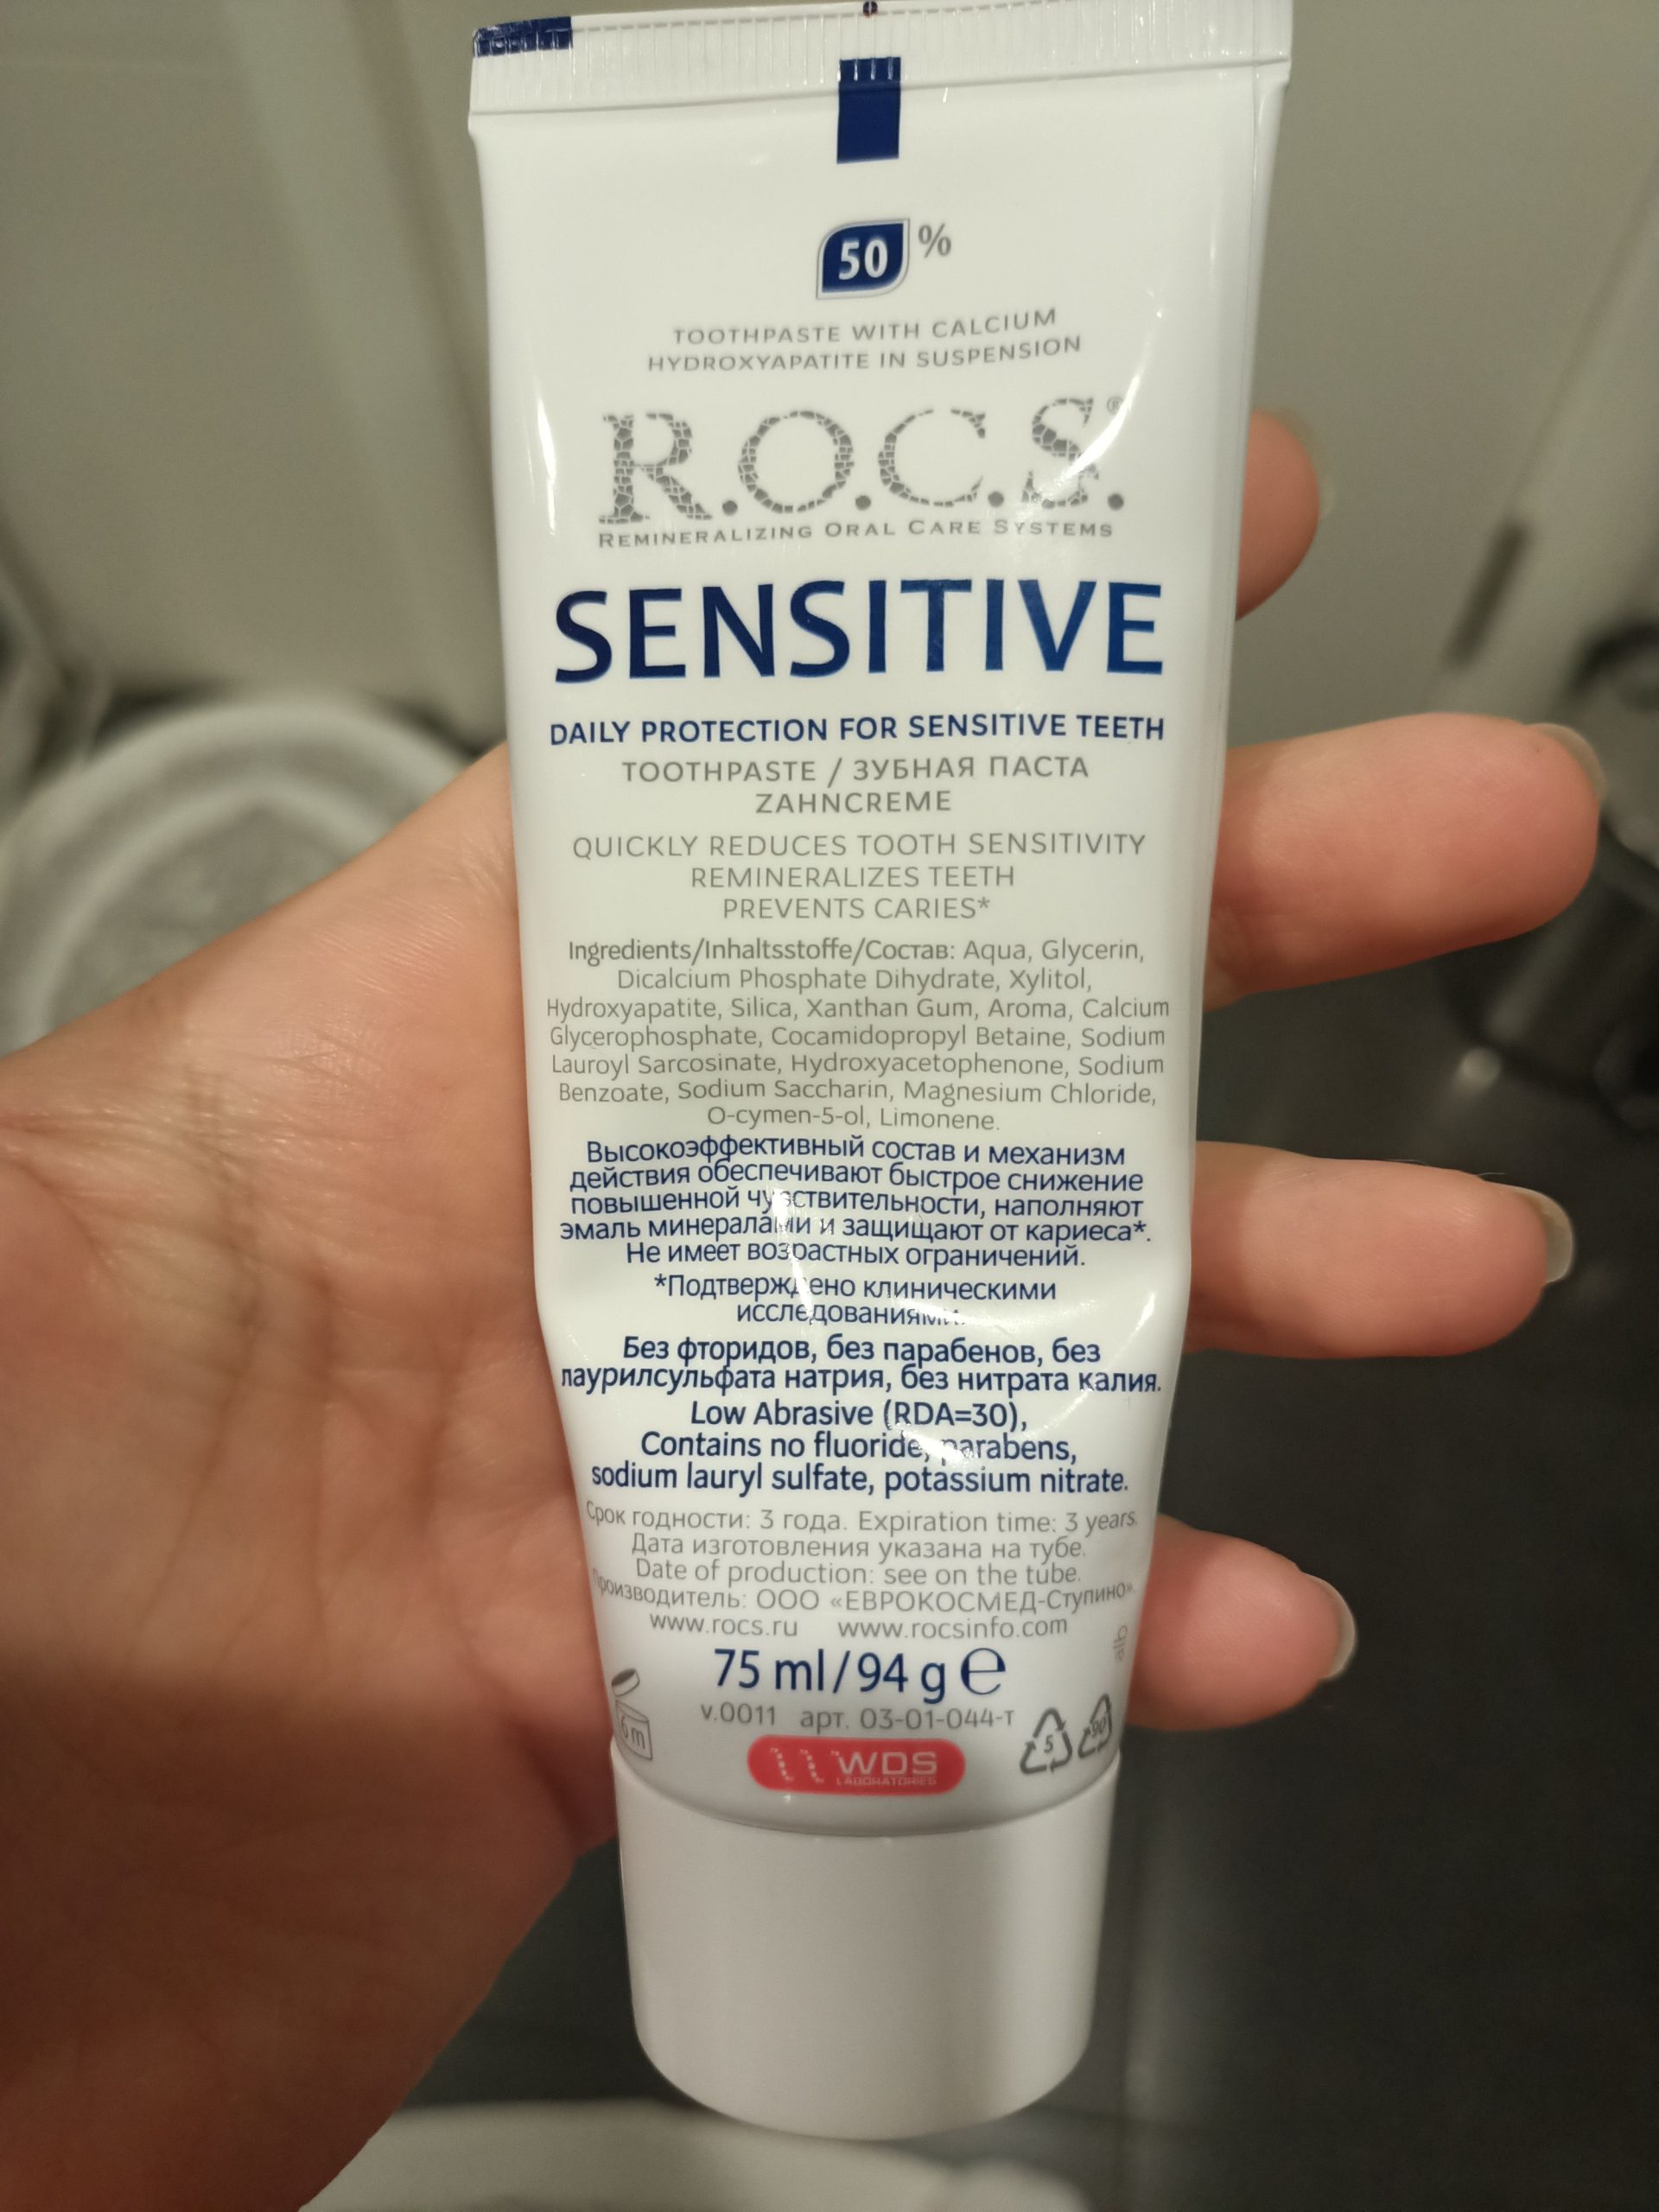 50 %
TOOTHPASTE WITH CALCIUM
HYDROXYAPATITE IN SUSPENSION
R.O.C.S.®
REMINERALIZING ORAL CARE SYSTEMS
SENSITIVE
DAILY PROTECTION FOR SENSITIVE TEETH
TOOTHPASTE / ЗУБНАЯ ПАСТА
ZAHNCREME
QUICKLY REDUCES TOOTH SENSITIVITY
REMINERALIZES TEETH
PREVENTS CARIES*
Ingredients/Inhaltsstoffe/Состав: Aqua, Glycerin,
Dicalcium Phosphate Dihydrate, Xylitol,
Hydroxyapatite, Silica, Xanthan Gum, Aroma, Calcium
Glycerophosphate, Cocamidopropyl Betaine, Sodium
Lauroyl Sarcosinate, Hydroxyacetophenone, Sodium
Benzoate, Sodium Saccharin, Magnesium Chloride,
O-cymen-5-ol, Limonene.
Высокоэффективный состав и механизм
действия обеспечивают быстрое снижение
повышенной чувствительности, наполняют
эмаль минералами и защищают от кариеса*.
Не имеет возрастных ограничений.
*Подтверждено клиническими
исследованиями.
Без фторидов, без парабенов, без
лаурилсульфата натрия, без нитрата калия.
Low Abrasive (RDA=30),
Contains no fluoride, parabens,
sodium lauryl sulfate, potassium nitrate.
Срок годности: 3 года. Expiration time: 3 years.
Дата изготовления указана на тубе.
Date of production: see on the tube.
Производитель: ООО «ЕВРОКОСМЕД-Ступино».
www.rocs.ru www.rocsinfo.com
75 ml/94 g ℮
v.0011 арт. 03-01-044-т
6 m
WDS
LABORATORIES
5
90